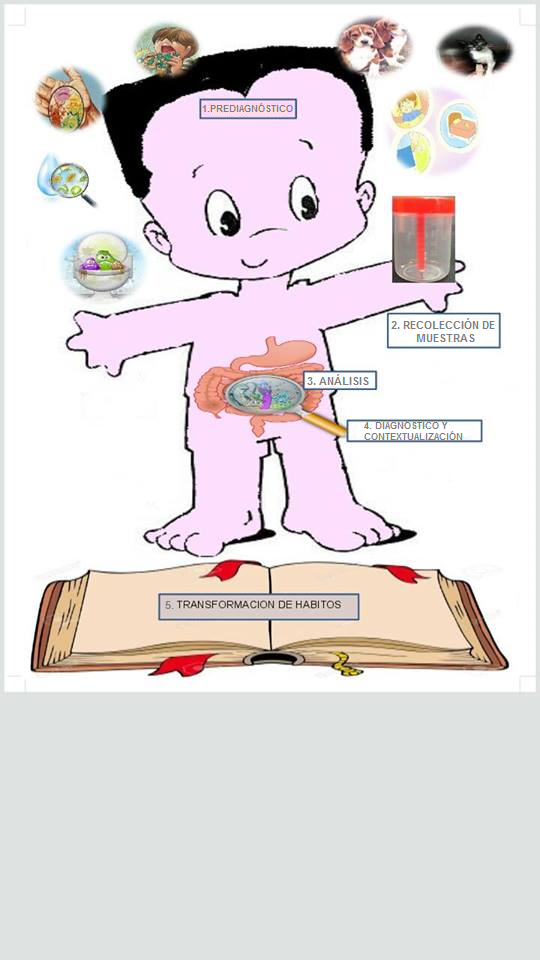 1.PREDIAGNÓSTICO
2. RECOLECCIÓN DE
MUESTRAS
3. ANÁLISIS
4. DIAGNOSTICO Y
CONTEXTUALIZACIÓN
5. TRANSFORMACION DE HABITOS